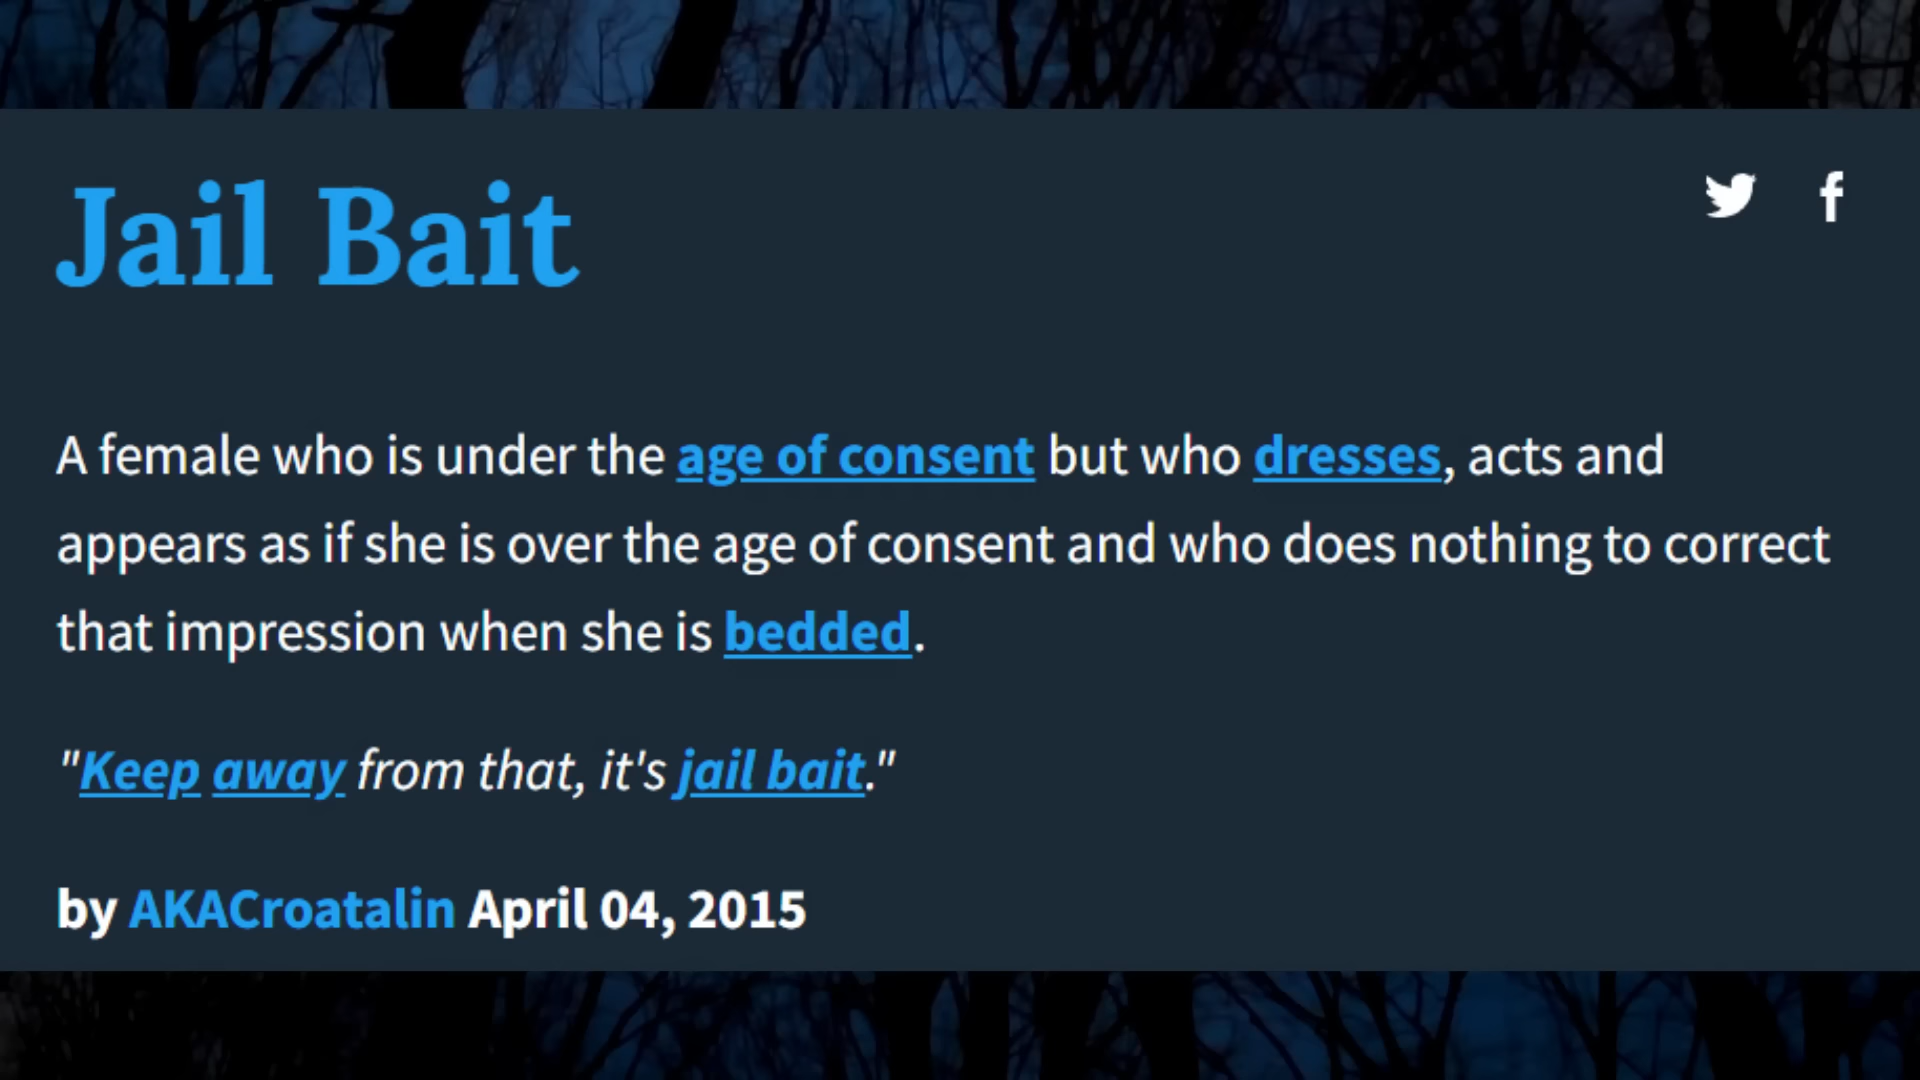 Jail Bait
A female who is under the age of consent but who dresses, acts and
appears as if she is over the age of consent and who does nothing to correct
that impression when she is bedded.
"Keep away from that, it's jail bait."
by AKACroatalin April 04, 2015